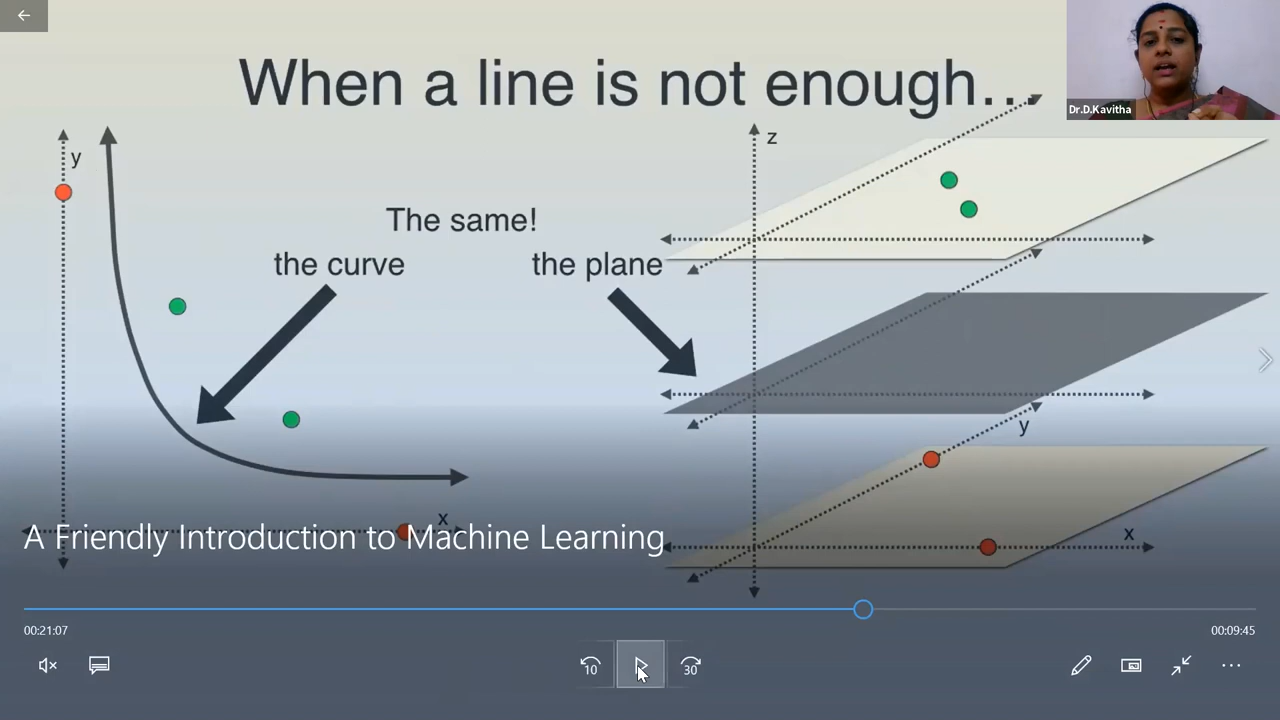 When a line is not enough...
Dr.D.Kavitha
y
z
The same!
the curve
the plane
y
x
x
A Friendly Introduction to Machine Learning
00:21:07
00:09:45
10
30